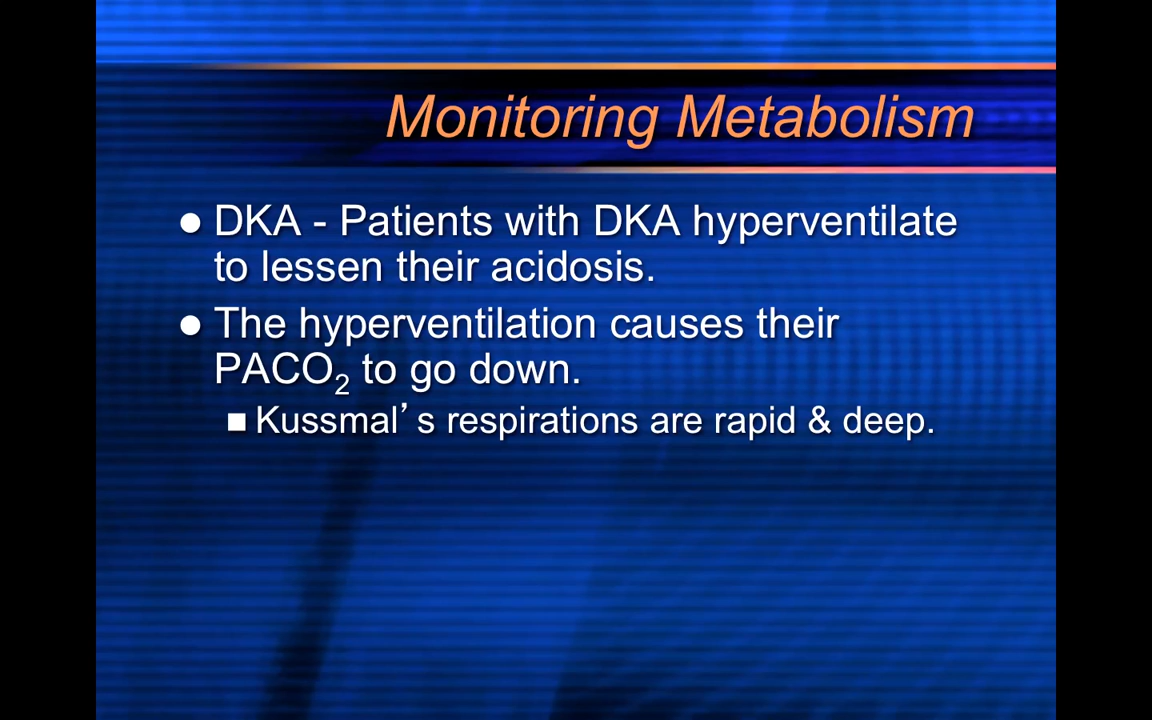 Monitoring Metabolism
● DKA - Patients with DKA hyperventilate
to lessen their acidosis.
● The hyperventilation causes their
PACO₂ to go down.
■ Kussmal’s respirations are rapid & deep.